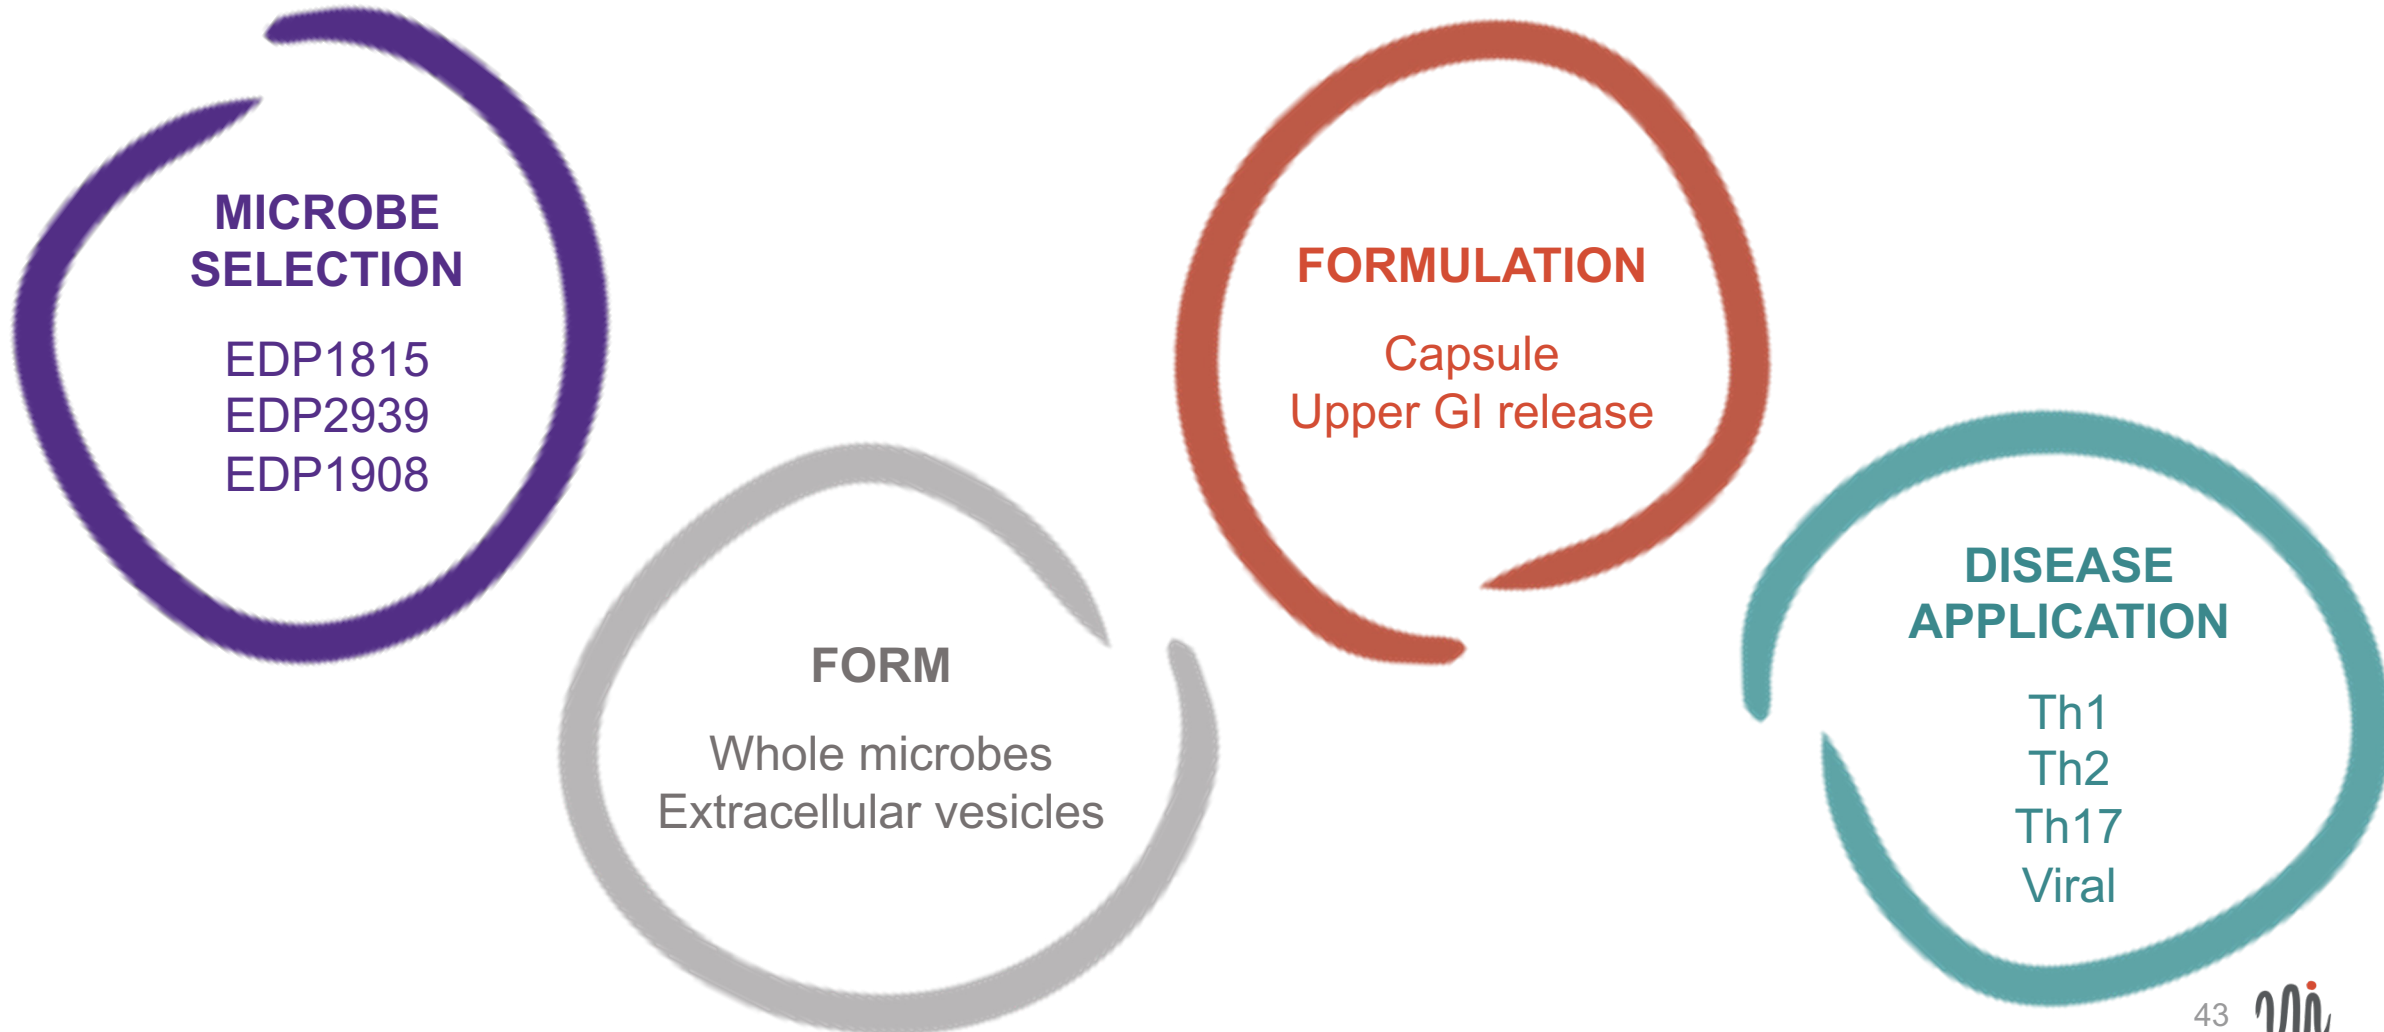 MICROBE
SELECTION
EDP1815
EDP2939
EDP1908
FORM
Whole microbes
Extracellular vesicles
FORMULATION
Capsule
Upper GI release
DISEASE
APPLICATION
Th1
Th2
Th17
Viral
43